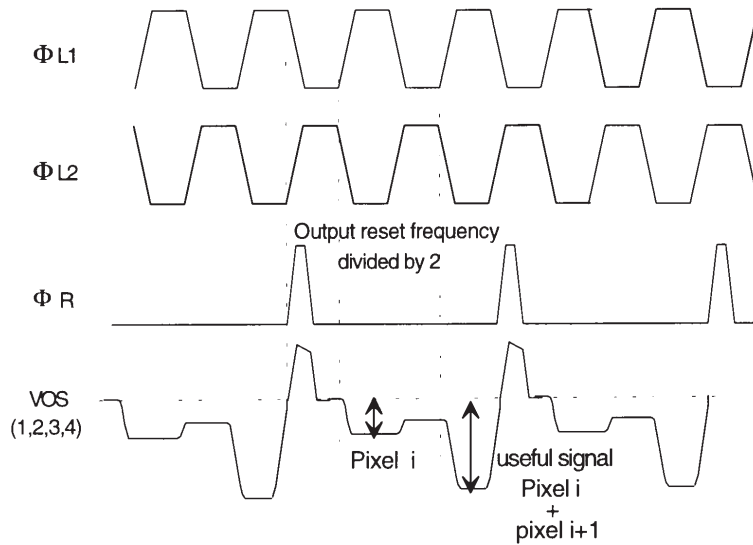 Φ L1
Φ L2
Output reset frequency
divided by 2
Φ R
VOS
(1,2,3,4)
Pixel i
useful signal
Pixel i
+
pixel i+1